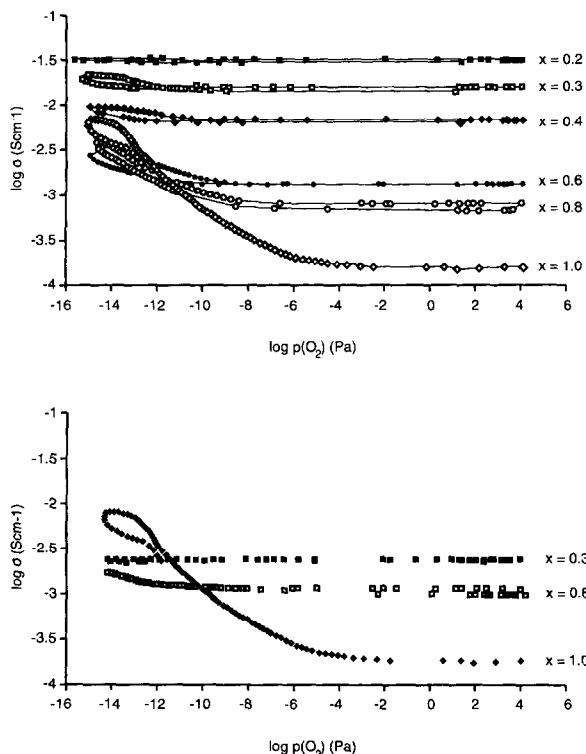 -1
-1.5
-2
-2.5
-3
-3.5
-4
log σ (Scm-1)
x = 0.2
x = 0.3
x = 0.4
x = 0.6
x = 0.8
x = 1.0
-16 -14 -12 -10 -8 -6 -4 -2 0 2 4 6
log p(O2) (Pa)
-1
-1.5
-2
-2.5
-3
-3.5
-4
log σ (Scm-1)
x = 0.3
x = 0.6
x = 1.0
-16 -14 -12 -10 -8 -6 -4 -2 0 2 4 6
log p(O2) (Pa)